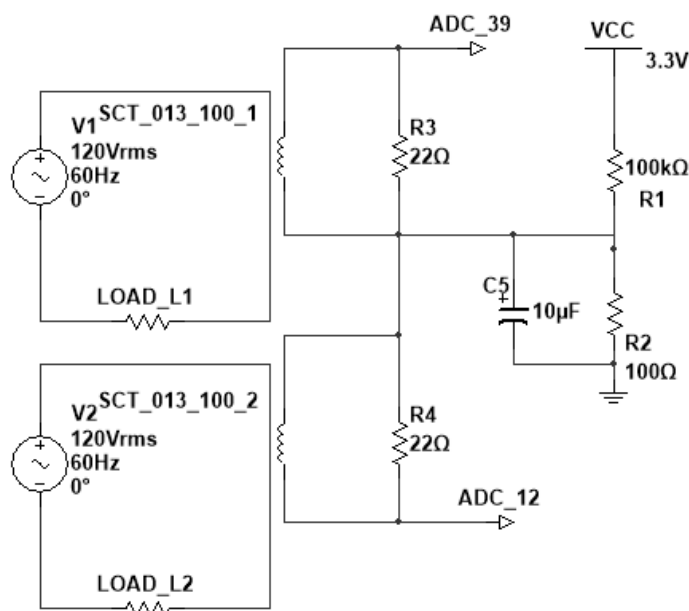 ADC_39
VCC
3.3V
SCT_013_100_1
V1
120Vrms
60Hz
0°
R3
22Ω
100kΩ
R1
LOAD_L1
C5
10µF
R2
100Ω
SCT_013_100_2
V2
120Vrms
60Hz
0°
R4
22Ω
ADC_12
LOAD_L2